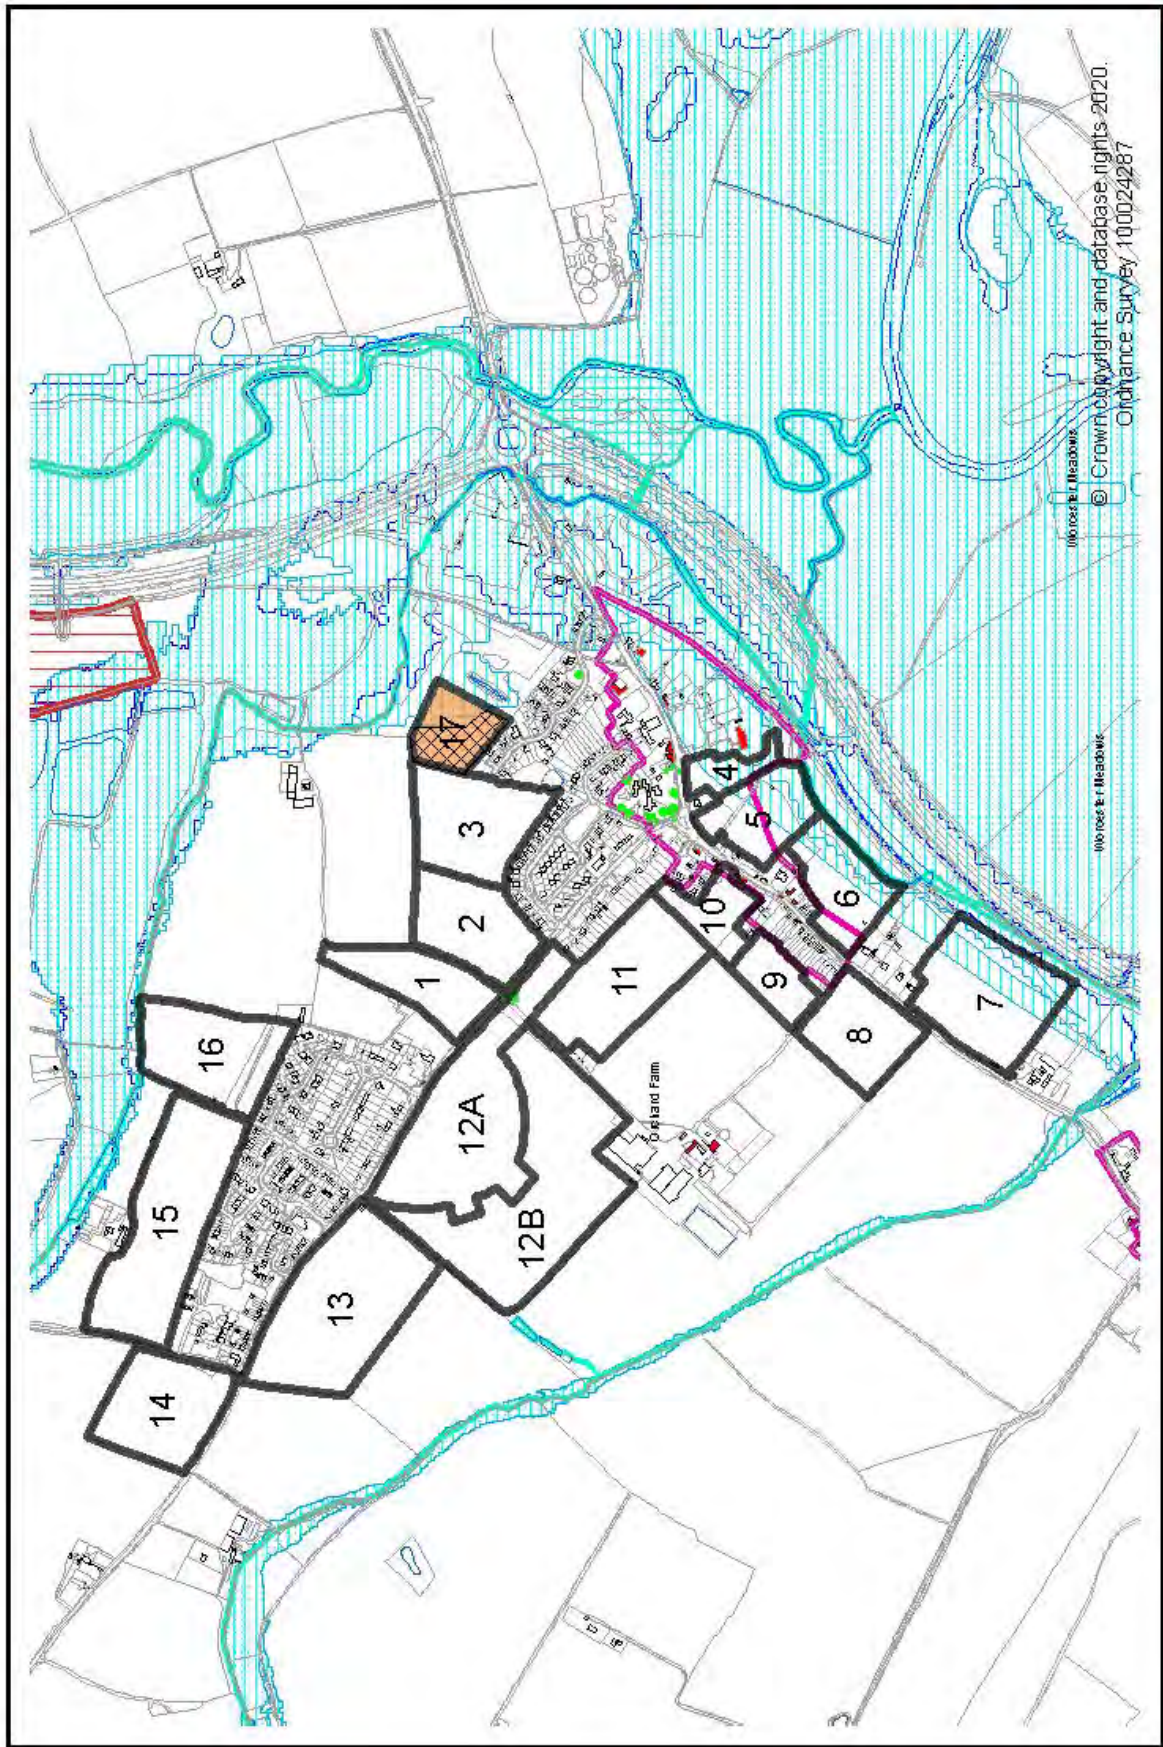 © Crown copyright and database rights 2020.
Ordnance Survey 100024287
Worcester Meadows
Worcester Meadows
17
3
2
1
16
15
14
13
12A
12B
11
10
9
8
7
6
5
4
Orchard Farm